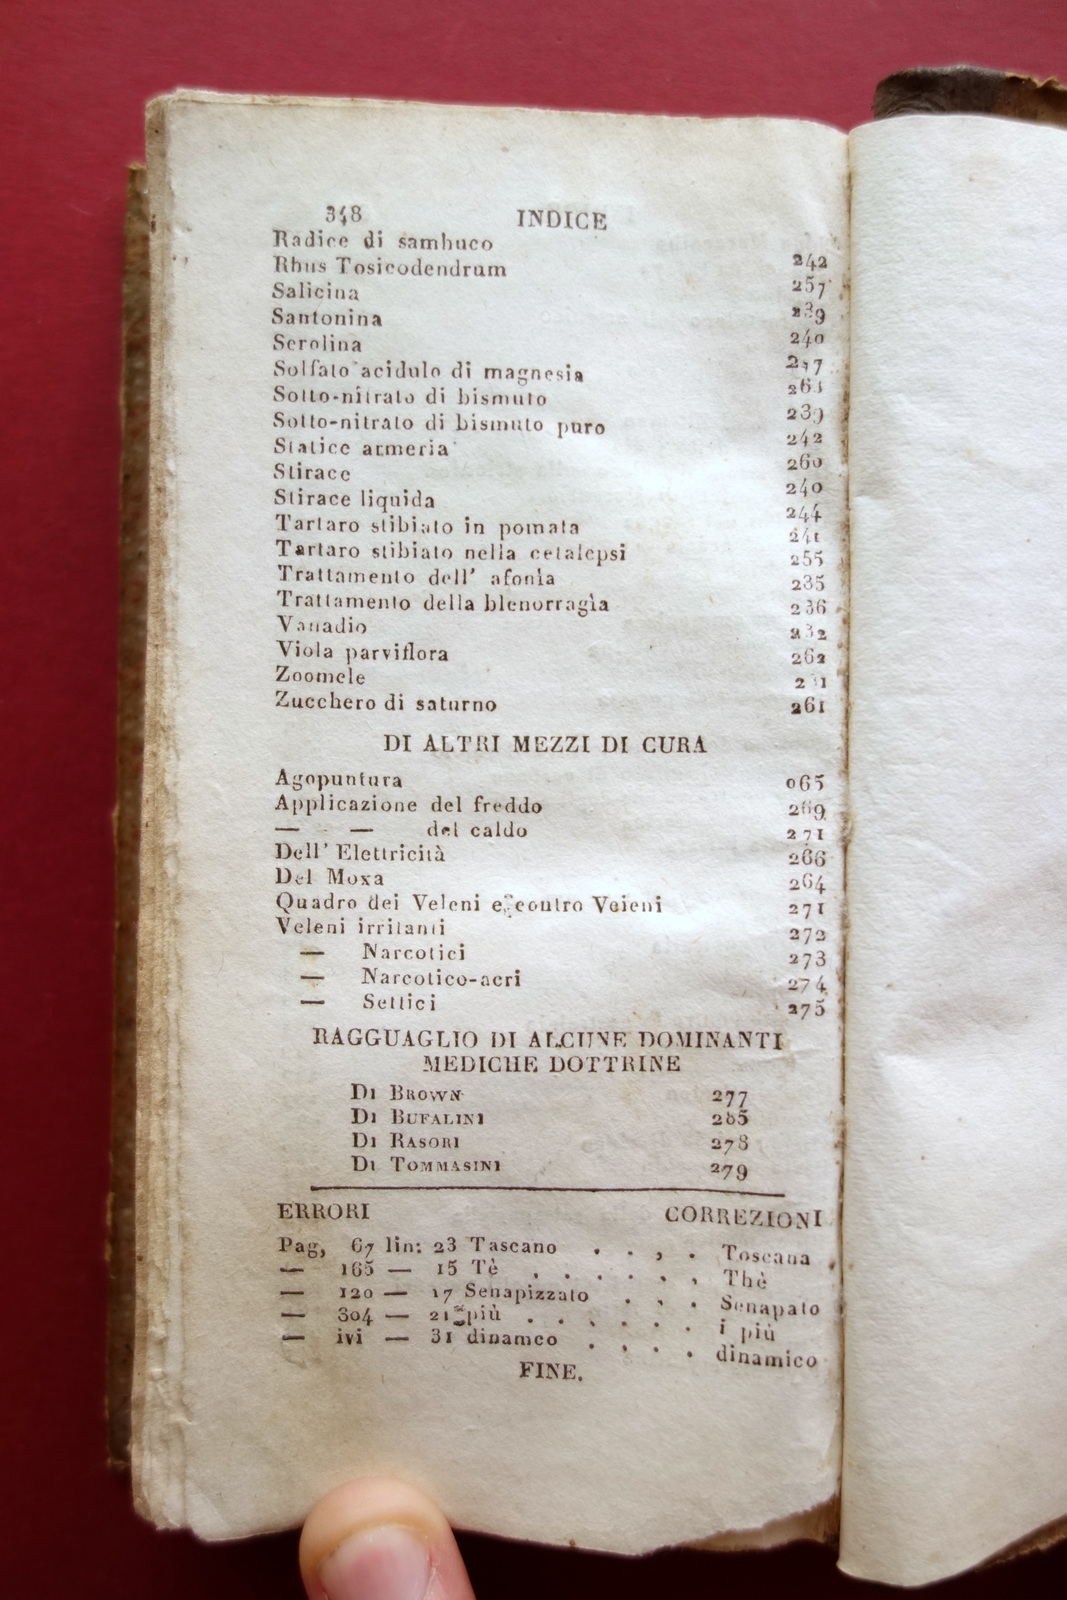 348 INDICE
Radice di sambuco 242
Rhus Tosicodendrum 257
Salicina 239
Santonina 240
Serolina
Solfato acidulo di magnesia 261
Sotto-nitrato di bismuto 239
Sotto-nitrato di bismuto puro 242
Statice armeria 260
Stirace 240
Stirace liquida 244
Tartaro stibiato in pomata 241
Tartaro stibiato nella cetalepsi 255
Trattamento dell' afonìa 235
Trattamento della blenorragìa 236
Vanadio 232
Viola parviflora 262
Zoomele
Zucchero di saturno 261
DI ALTRI MEZZI DI CURA
Agopuntura 065
Applicazione del freddo 269
— — del caldo 271
Dell' Elettricità 266
Del Moxa 264
Quadro dei Veleni e contro Veleni 271
Veleni irritanti 272
— Narcotici 273
— Narcotico-acri 274
— Settici 275
RAGGUAGLIO DI ALCUNE DOMINANTI
MEDICHE DOTTRINE
DI BROWN 277
DI BUFALINI 285
DI RASORI 278
DI TOMMASINI 279
ERRORI CORREZIONI
Pag, 67 lin: 23 Tascano . . , . Toscana
— 165 — 15 Tè . . . . . . Thè
— 120 — 17 Senapizzato . . . Senapato
— 304 — 21 più . . . . . . i più
— ivi — 31 dinamco . . . . dinamico
FINE.